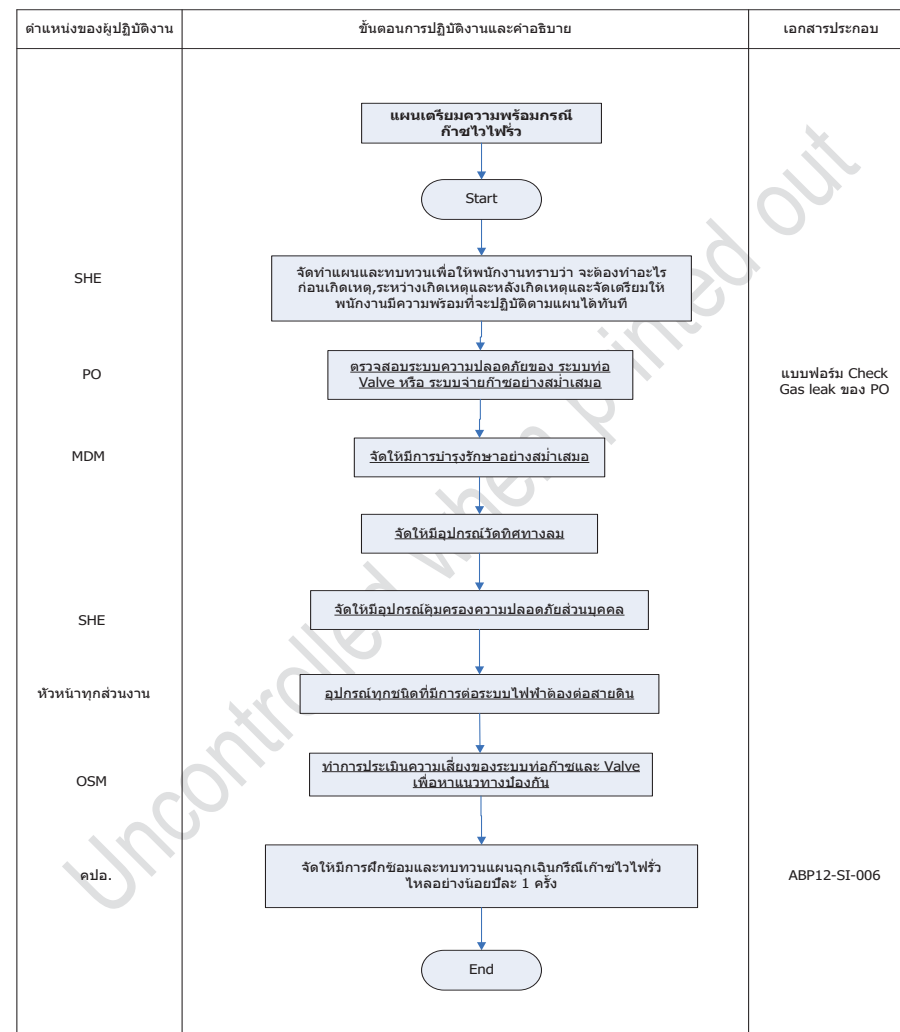 ตำแหน่งของผู้ปฏิบัติงาน
ขั้นตอนการปฏิบัติงานและคำอธิบาย
เอกสารประกอบ
แผนเตรียมความพร้อมกรณี
ก๊าซไวไฟรั่ว
Start
SHE
จัดทำแผนและทบทวนเพื่อให้พนักงานทราบว่า จะต้องทำอะไร
ก่อนเกิดเหตุ,ระหว่างเกิดเหตุและหลังเกิดเหตุและจัดเตรียมให้
พนักงานมีความพร้อมที่จะปฏิบัติตามแผนได้ทันที
PO
ตรวจสอบระบบความปลอดภัยของ ระบบท่อ
Valve หรือ ระบบจ่ายก๊าซอย่างสม่ำเสมอ
แบบฟอร์ม Check
Gas leak ของ PO
MDM
จัดให้มีการบำรุงรักษาอย่างสม่ำเสมอ
จัดให้มีอุปกรณ์วัดทิศทางลม
SHE
จัดให้มีอุปกรณ์คุ้มครองความปลอดภัยส่วนบุคคล
หัวหน้าทุกส่วนงาน
อุปกรณ์ทุกชนิดที่มีการต่อระบบไฟฟ้าต้องต่อสายดิน
OSM
ทำการประเมินความเสี่ยงของระบบท่อก๊าซและ Valve
เพื่อหาแนวทางป้องกัน
คปอ.
จัดให้มีการฝึกซ้อมและทบทวนแผนฉุกเฉินกรีณีเก๊าซไวไฟรั่ว
ไหลอย่างน้อยปีละ 1 ครั้ง
ABP12-SI-006
End
Uncontrolled when printed out